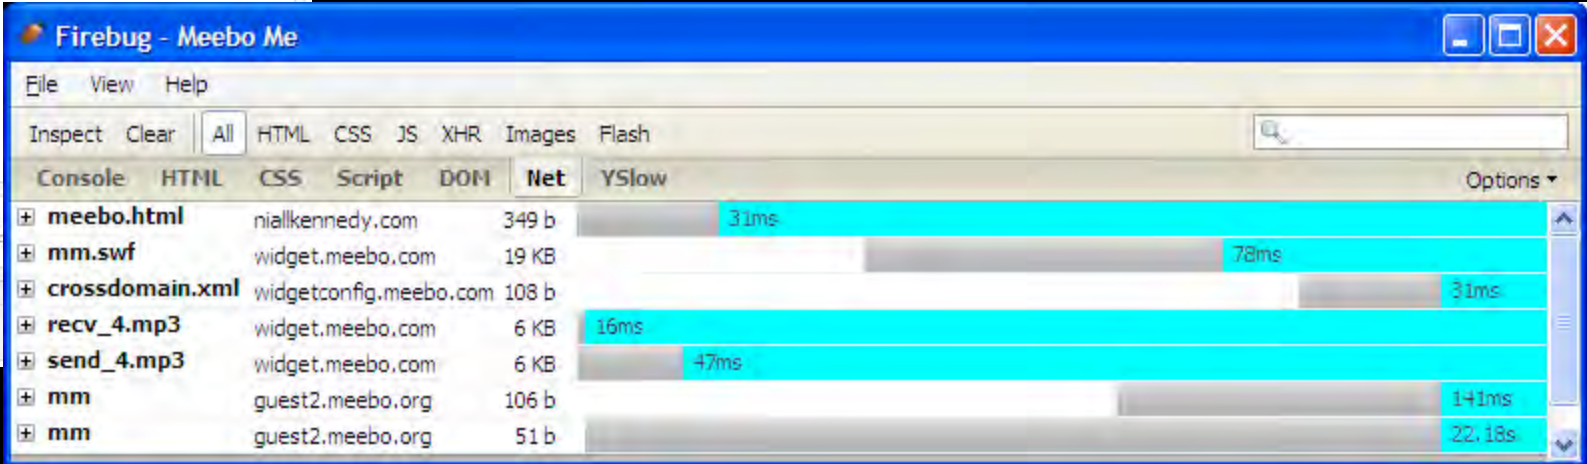 Firebug - Meebo Me
File View Help
Inspect Clear All HTML CSS JS XHR Images Flash
Console HTML CSS Script DOM Net YSlow Options
meebo.html niallkennedy.com 349 b 31ms
mm.swf widget.meebo.com 19 KB 78ms
crossdomain.xml widgetconfig.meebo.com 108 b 31ms
recv_4.mp3 widget.meebo.com 6 KB 16ms
send_4.mp3 widget.meebo.com 6 KB 47ms
mm guest2.meebo.org 106 b 141ms
mm guest2.meebo.org 51 b 22.18s